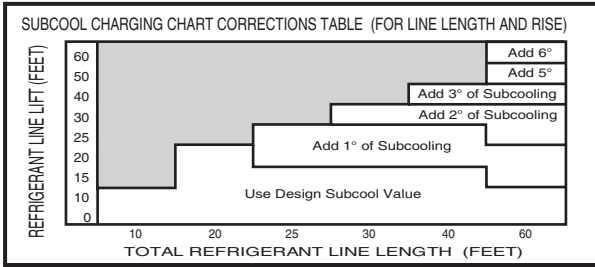 SUBCOOL CHARGING CHART CORRECTIONS TABLE (FOR LINE LENGTH AND RISE)
REFRIGERANT LINE LIFT (FEET)
60
50
40
30
25
20
15
10
0
Add 6°
Add 5°
Add 3° of Subcooling
Add 2° of Subcooling
Add 1° of Subcooling
Use Design Subcool Value
10 20 25 30 40 60
TOTAL REFRIGERANT LINE LENGTH (FEET)